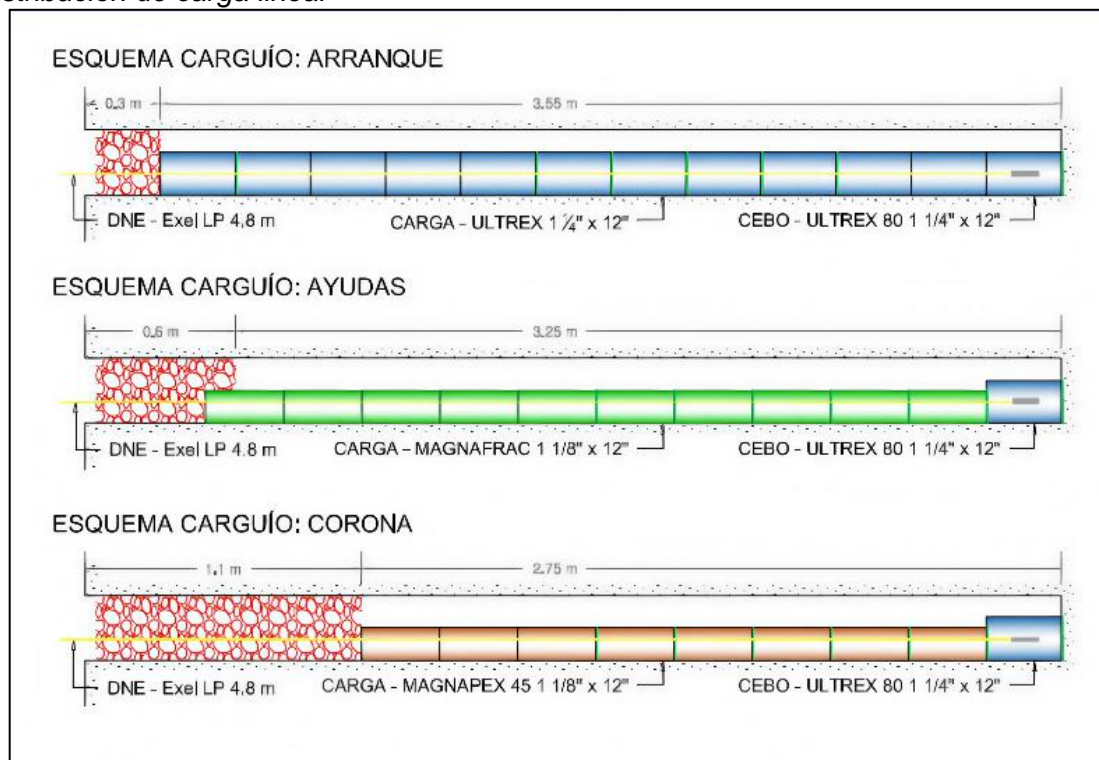 stribución de carga lineal
ESQUEMA CARGUÍO: ARRANQUE
0.3 m 3.55 m
DNE - Exel LP 4,8 m CARGA - ULTREX 1 ¼" x 12" CEBO - ULTREX 80 1 1/4" x 12"
ESQUEMA CARGUÍO: AYUDAS
0.6 m 3.25 m
DNE - Exel LP 4.8 m CARGA - MAGNAFRAC 1 1/8" x 12" CEBO - ULTREX 80 1 1/4" x 12"
ESQUEMA CARGUÍO: CORONA
1.1 m 2.75 m
DNE - Exel LP 4,8 m CARGA - MAGNAPEX 45 1 1/8" x 12" CEBO - ULTREX 80 1 1/4" x 12"